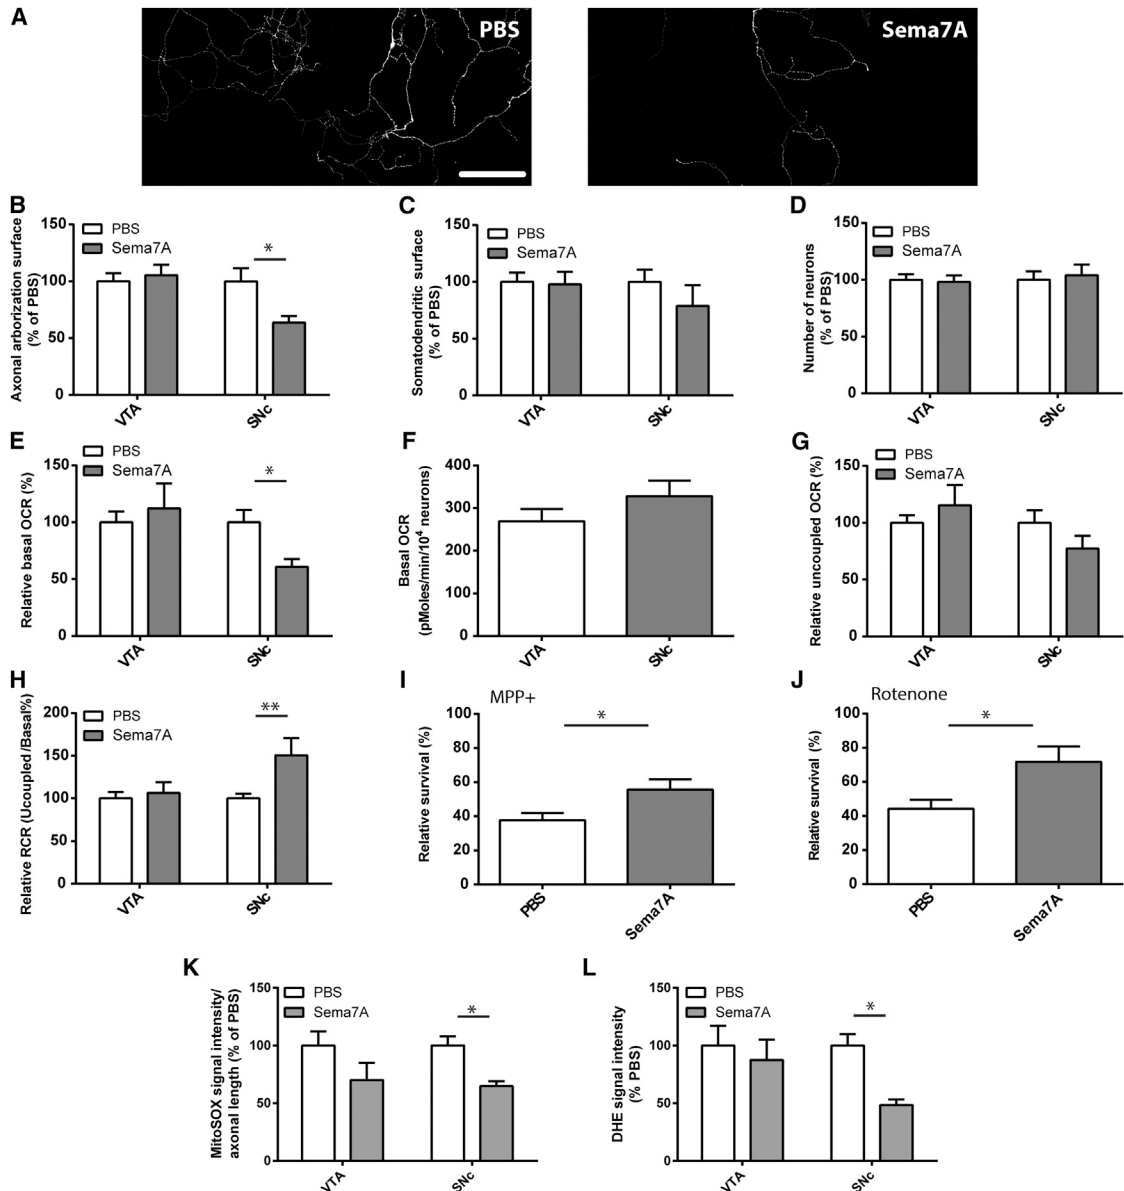 A
PBS
Sema7A
B
Axonal arborization surface
(% of PBS)
150
100
50
0
PBS
Sema7A
*
VTA
SNc
C
Somatodendritic surface
(% of PBS)
150
100
50
0
PBS
Sema7A
VTA
SNc
D
Number of neurons
(% of PBS)
150
100
50
0
PBS
Sema7A
VTA
SNc
E
Relative basal OCR (%)
150
100
50
0
PBS
Sema7A
*
VTA
SNc
F
Basal OCR
(pMoles/min/10⁴ neurons)
400
300
200
100
0
VTA
SNc
G
Relative uncoupled OCR (%)
150
100
50
0
PBS
Sema7A
VTA
SNc
H
Relative RCR (Ucoupled/Basal%)
200
150
100
50
0
PBS
Sema7A
**
VTA
SNc
I
MPP+
Relative survival (%)
100
80
60
40
20
0
*
PBS
Sema7A
J
Rotenone
Relative survival (%)
100
80
60
40
20
0
*
PBS
Sema7A
K
MitoSOX signal intensity/
axonal length (% of PBS)
150
100
50
0
PBS
Sema7A
*
VTA
SNc
L
DHE signal intensity
(% PBS)
150
100
50
0
PBS
Sema7A
*
VTA
SNc